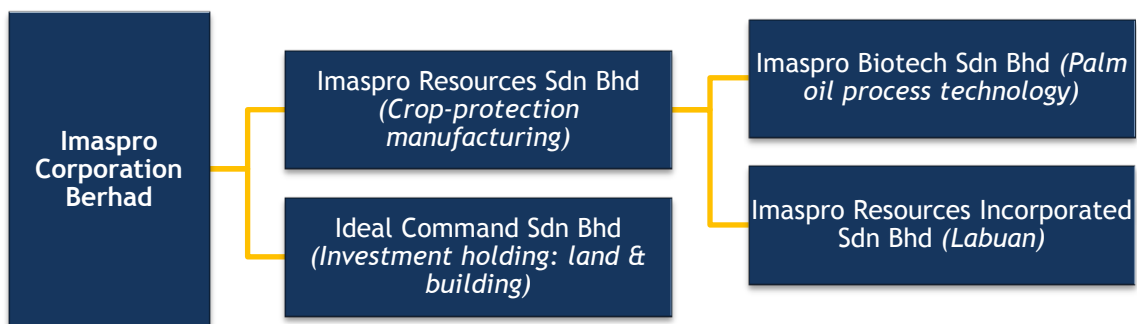 Imaspro
Corporation
Berhad
Imaspro Resources Sdn Bhd
(Crop-protection
manufacturing)
Ideal Command Sdn Bhd
(Investment holding: land &
building)
Imaspro Biotech Sdn Bhd (Palm
oil process technology)
Imaspro Resources Incorporated
Sdn Bhd (Labuan)